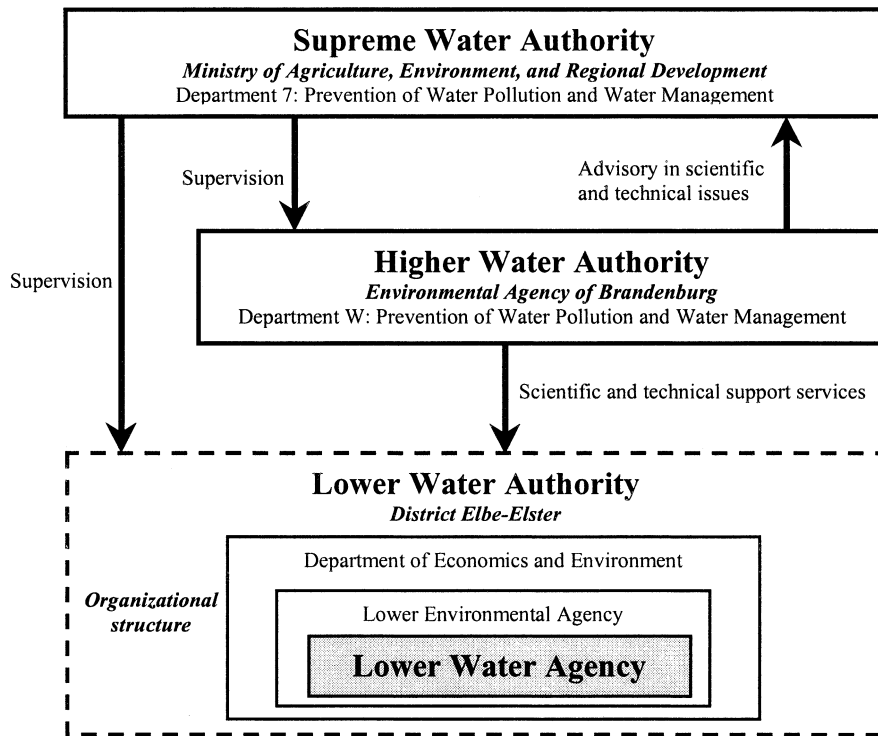 Supreme Water Authority
Ministry of Agriculture, Environment, and Regional Development
Department 7: Prevention of Water Pollution and Water Management
Supervision
Advisory in scientific
and technical issues
Supervision
Higher Water Authority
Environmental Agency of Brandenburg
Department W: Prevention of Water Pollution and Water Management
Scientific and technical support services
Lower Water Authority
District Elbe-Elster
Department of Economics and Environment
Organizational
structure
Lower Environmental Agency
Lower Water Agency